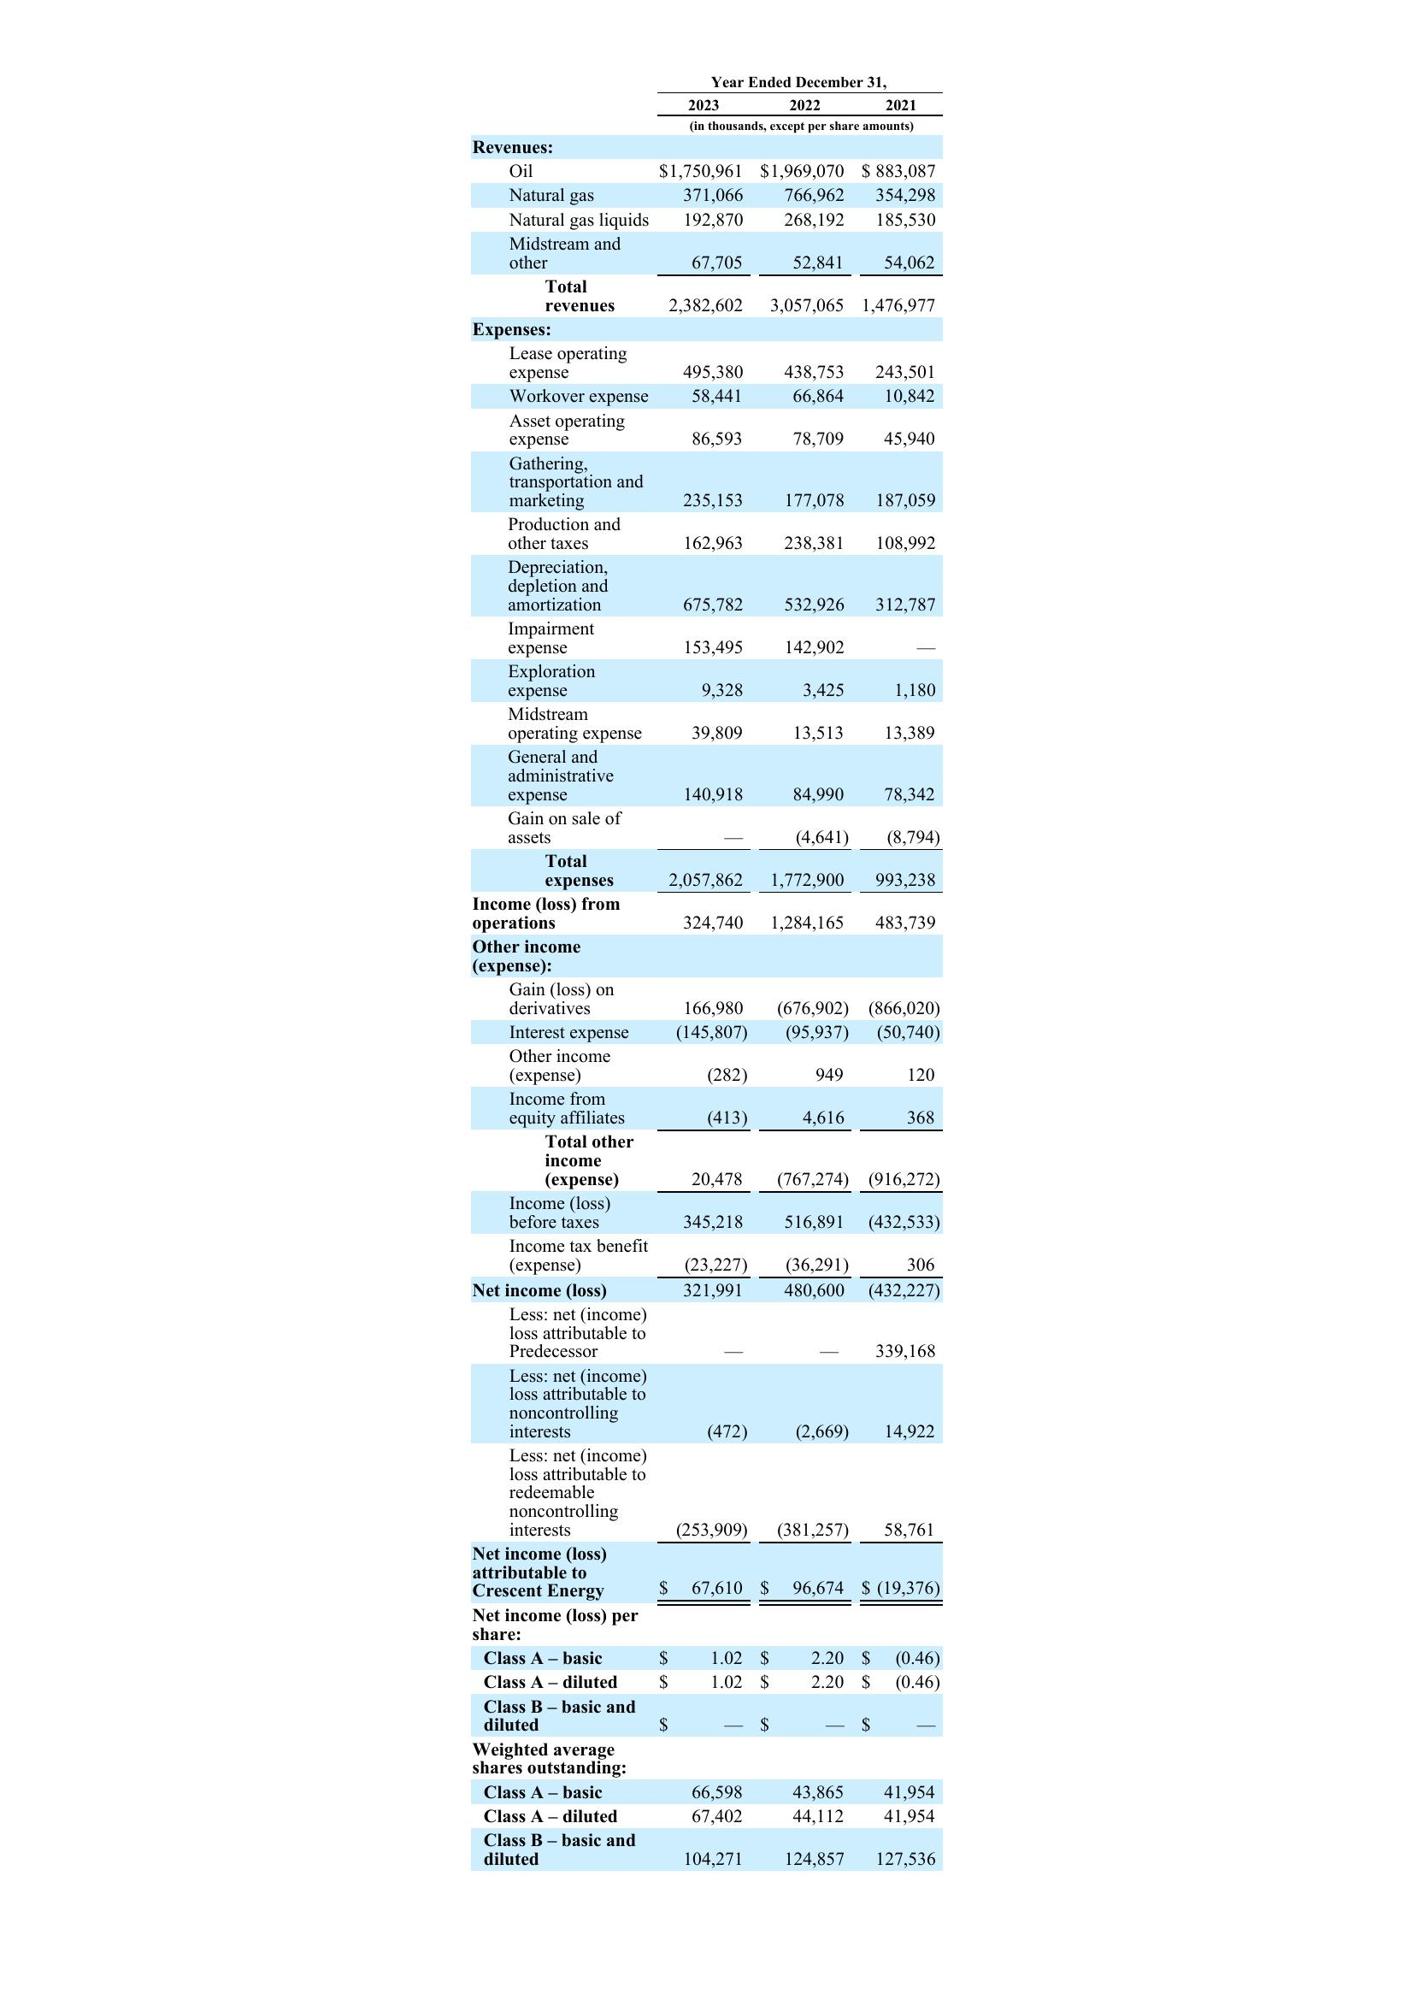 Year Ended December 31,
2023 2022 2021
(in thousands, except per share amounts)
Revenues:
Oil $1,750,961 $1,969,070 $ 883,087
Natural gas 371,066 766,962 354,298
Natural gas liquids 192,870 268,192 185,530
Midstream and
other 67,705 52,841 54,062
Total
revenues 2,382,602 3,057,065 1,476,977
Expenses:
Lease operating
expense 495,380 438,753 243,501
Workover expense 58,441 66,864 10,842
Asset operating
expense 86,593 78,709 45,940
Gathering,
transportation and
marketing 235,153 177,078 187,059
Production and
other taxes 162,963 238,381 108,992
Depreciation,
depletion and
amortization 675,782 532,926 312,787
Impairment
expense 153,495 142,902 —
Exploration
expense 9,328 3,425 1,180
Midstream
operating expense 39,809 13,513 13,389
General and
administrative
expense 140,918 84,990 78,342
Gain on sale of
assets — (4,641) (8,794)
Total
expenses 2,057,862 1,772,900 993,238
Income (loss) from
operations 324,740 1,284,165 483,739
Other income
(expense):
Gain (loss) on
derivatives 166,980 (676,902) (866,020)
Interest expense (145,807) (95,937) (50,740)
Other income
(expense) (282) 949 120
Income from
equity affiliates (413) 4,616 368
Total other
income
(expense) 20,478 (767,274) (916,272)
Income (loss)
before taxes 345,218 516,891 (432,533)
Income tax benefit
(expense) (23,227) (36,291) 306
Net income (loss) 321,991 480,600 (432,227)
Less: net (income)
loss attributable to
Predecessor — — 339,168
Less: net (income)
loss attributable to
noncontrolling
interests (472) (2,669) 14,922
Less: net (income)
loss attributable to
redeemable
noncontrolling
interests (253,909) (381,257) 58,761
Net income (loss)
attributable to
Crescent Energy $ 67,610 $ 96,674 $ (19,376)
Net income (loss) per
share:
Class A – basic $ 1.02 $ 2.20 $ (0.46)
Class A – diluted $ 1.02 $ 2.20 $ (0.46)
Class B – basic and
diluted $ — $ — $ —
Weighted average
shares outstanding:
Class A – basic 66,598 43,865 41,954
Class A – diluted 67,402 44,112 41,954
Class B – basic and
diluted 104,271 124,857 127,536